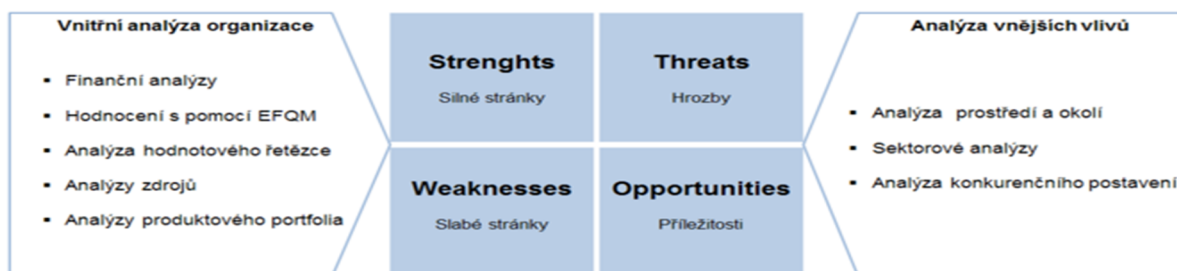 Vnitřní analýza organizace
▪ Finanční analýzy
▪ Hodnocení s pomocí EFQM
▪ Analýza hodnotového řetězce
▪ Analýzy zdrojů
▪ Analýzy produktového portfolia
Strenghts
Silné stránky
Threats
Hrozby
Weaknesses
Slabé stránky
Opportunities
Příležitosti
Analýza vnějších vlivů
▪ Analýza prostředí a okolí
▪ Sektorové analýzy
▪ Analýza konkurenčního postavení